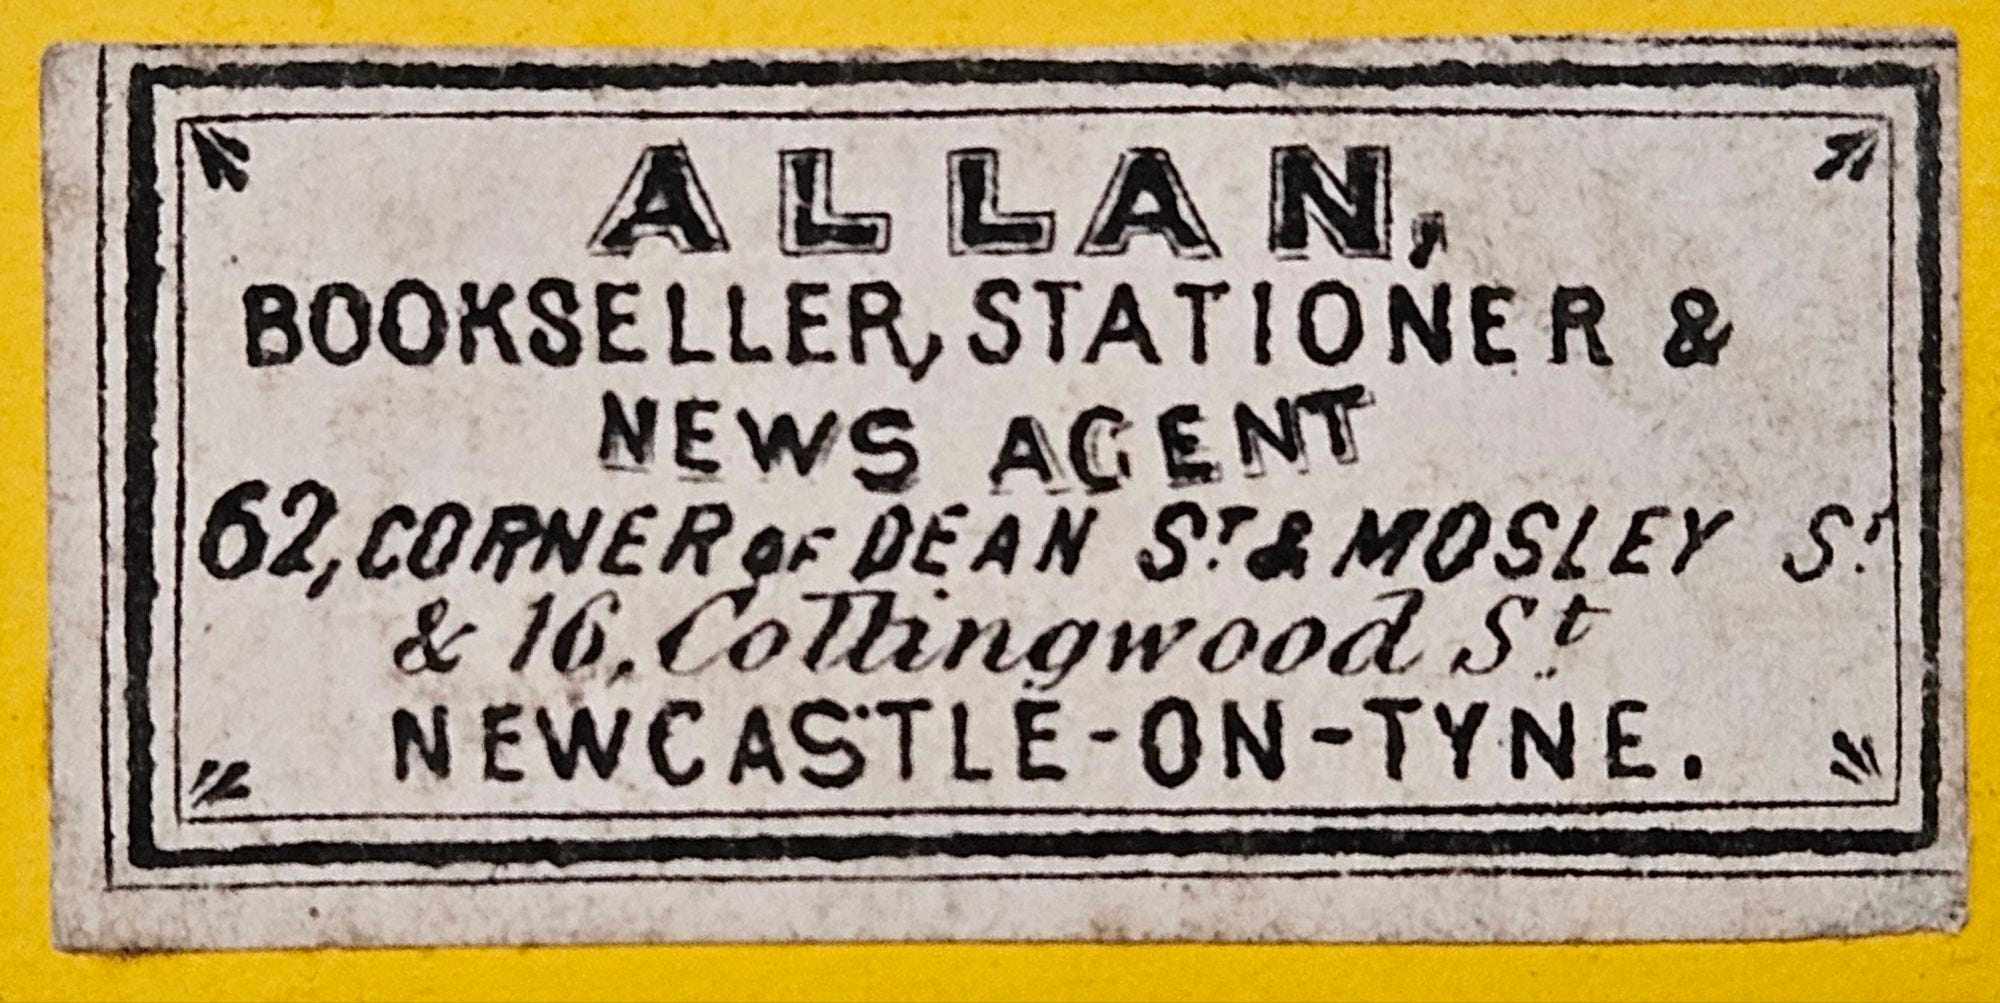 ALLAN,
BOOKSELLER, STATIONER &
NEWS AGENT
62, CORNER OF DEAN ST. & MOSLEY ST.
& 16, Collingwood St.
NEWCASTLE-ON-TYNE.